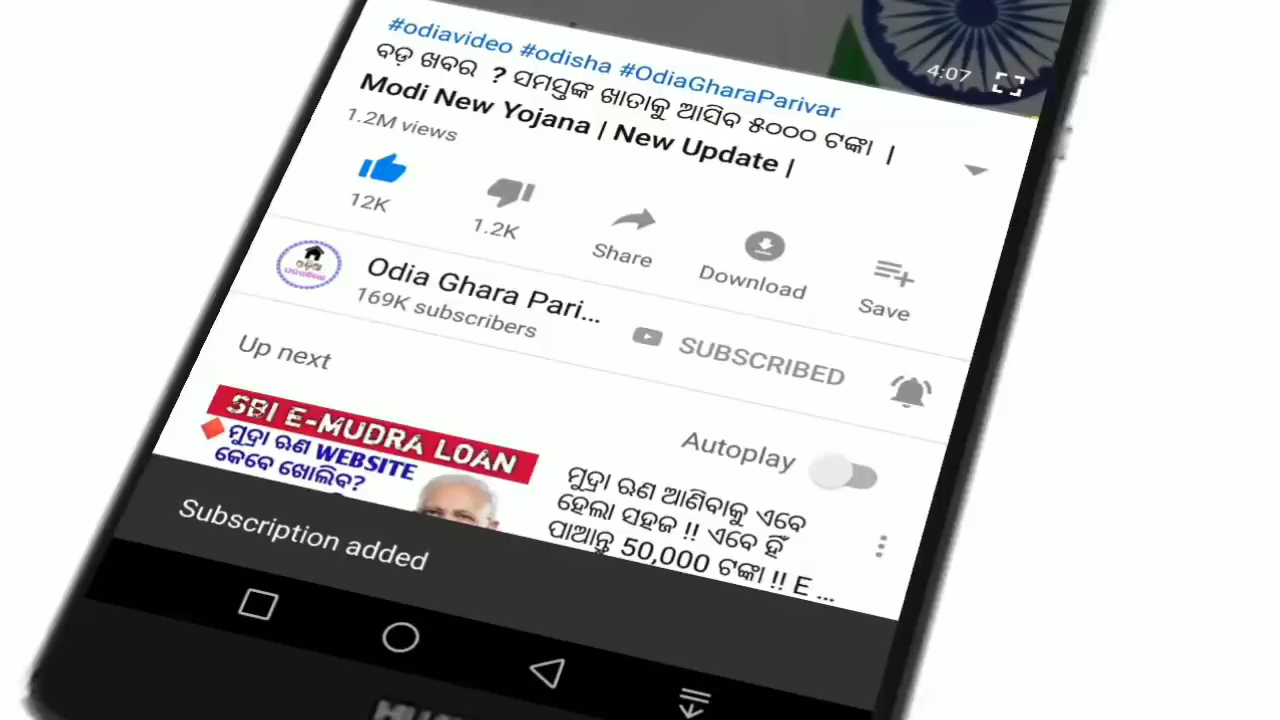 4:07
#odiavideo #odisha #OdiaGharaParivar
ବଡ଼ ଖବର ? ସମସ୍ତଙ୍କ ଖାତାକୁ ଆସିବ ୫୦୦୦ ଟଙ୍କା |
Modi New Yojana | New Update |
1.2M views
12K
1.2K
Share
Download
Save
Odia Ghara Pari...
169K subscribers
SUBSCRIBED
Up next
Autoplay
SBI E-MUDRA LOAN
ମୁଦ୍ରା ଋଣ WEBSITE
କେବେ ଖୋଲିବ?
ମୁଦ୍ରା ଋଣ ଆଣିବାକୁ ଏବେ
ହେଲା ସହଜ !! ଏବେ ହିଁ
ପାଆନ୍ତୁ 50,000 ଟଙ୍କା !! E ...
Subscription added